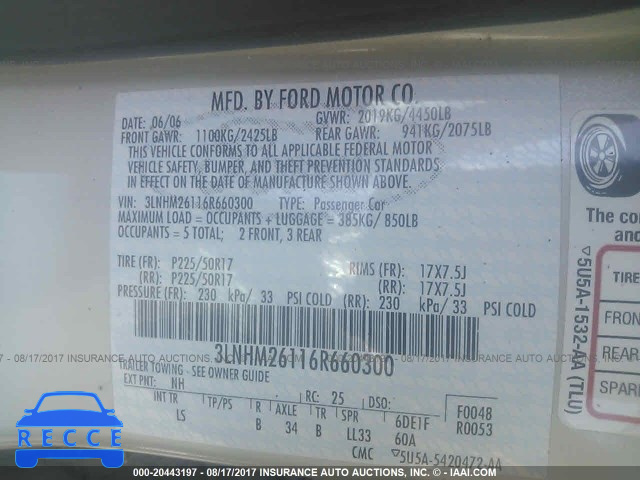 MFD. BY FORD MOTOR CO.
DATE: 06/06 GVWR: 2019KG/4450LB
FRONT GAWR: 1100KG/2425LB REAR GAWR: 941KG/2075LB
THIS VEHICLE CONFORMS TO ALL APPLICABLE FEDERAL MOTOR
VEHICLE SAFETY, BUMPER, AND THEFT PREVENTION STANDARDS
IN EFFECT ON THE DATE OF MANUFACTURE SHOWN ABOVE.
VIN: 3LNHM26116R660300 TYPE: Passenger Car
MAXIMUM LOAD = OCCUPANTS + LUGGAGE = 385KG/ 850LB
OCCUPANTS = 5 TOTAL; 2 FRONT, 3 REAR
TIRE (FR): P225/50R17 RIMS (FR): 17X7.5J
(RR): P225/50R17 (RR): 17X7.5J
PRESSURE (FR): 230 kPa/ 33 PSI COLD (RR): 230 kPa/ 33 PSI COLD
3LNHM26116R660300
TRAILER TOWING - SEE OWNER GUIDE
EXT PNT: NH RC: 25 DSO:
INT TR TP/PS R AXLE TR SPR 6DE1F F0048
LS B 34 B LL33 60A R0053
CMC ▽5U5A-5420472-AA
▽5U5A-1532-AA (TLU)
The co
TIRE
FRON
REAR
SPAR
INSURANCE AUTO AUCTIONS - IAAI.COM - 08/17/2017
RECCE
000-20443197 - 08/17/2017 INSURANCE AUTO AUCTIONS - © - IAAI.COM